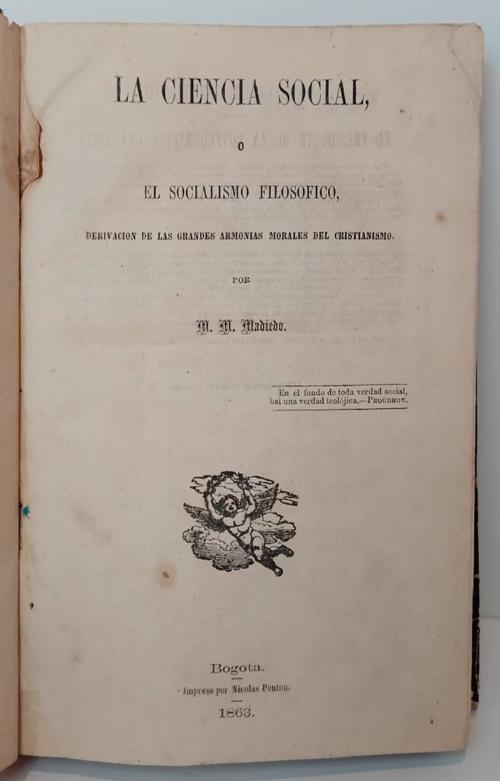 LA CIENCIA SOCIAL,
O
EL SOCIALISMO FILOSOFICO,
DERIVACION DE LAS GRANDES ARMONIAS MORALES DEL CRISTIANISMO.
POR
M. M. Madiedo.
En el fondo de toda verdad social,
hai una verdad teolójica.—PROUDHON.
Bogota.
Impreso por Nicolas Ponton.
1863.